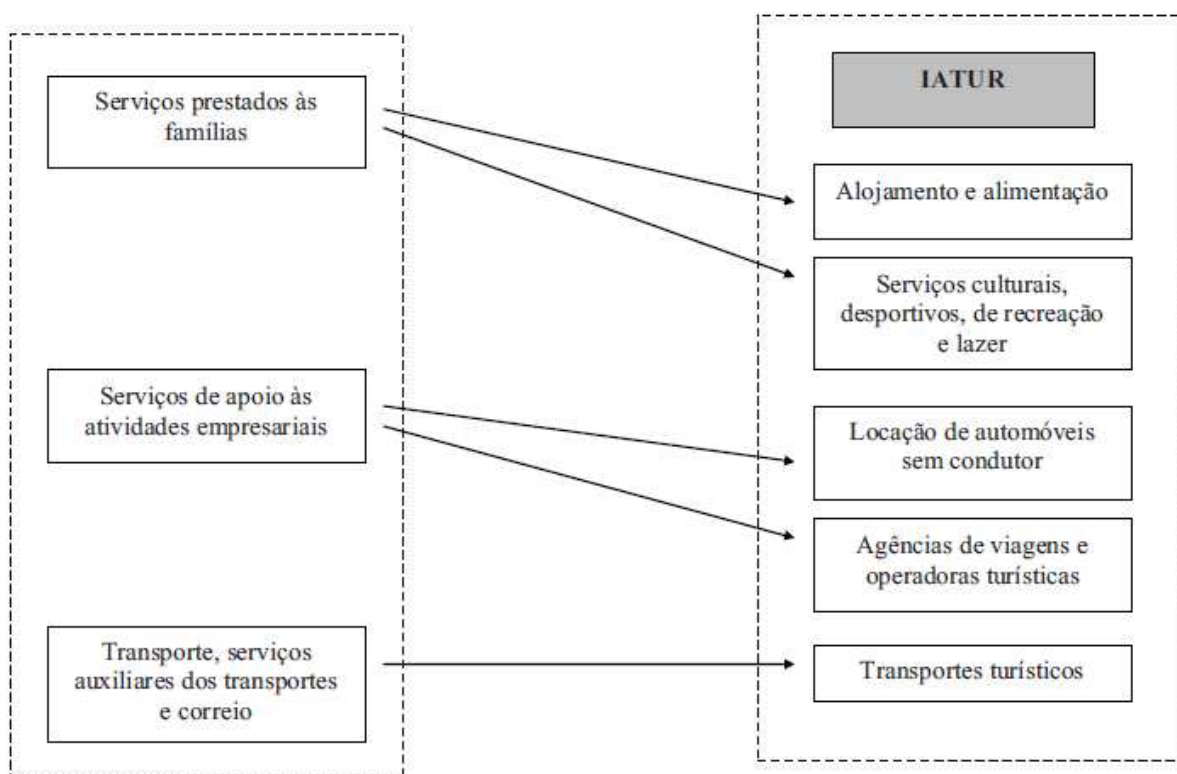 Serviços prestados às
famílias
Serviços de apoio às
atividades empresariais
Transporte, serviços
auxiliares dos transportes
e correio
IATUR
Alojamento e alimentação
Serviços culturais,
desportivos, de recreação
e lazer
Locação de automóveis
sem condutor
Agências de viagens e
operadoras turísticas
Transportes turísticos